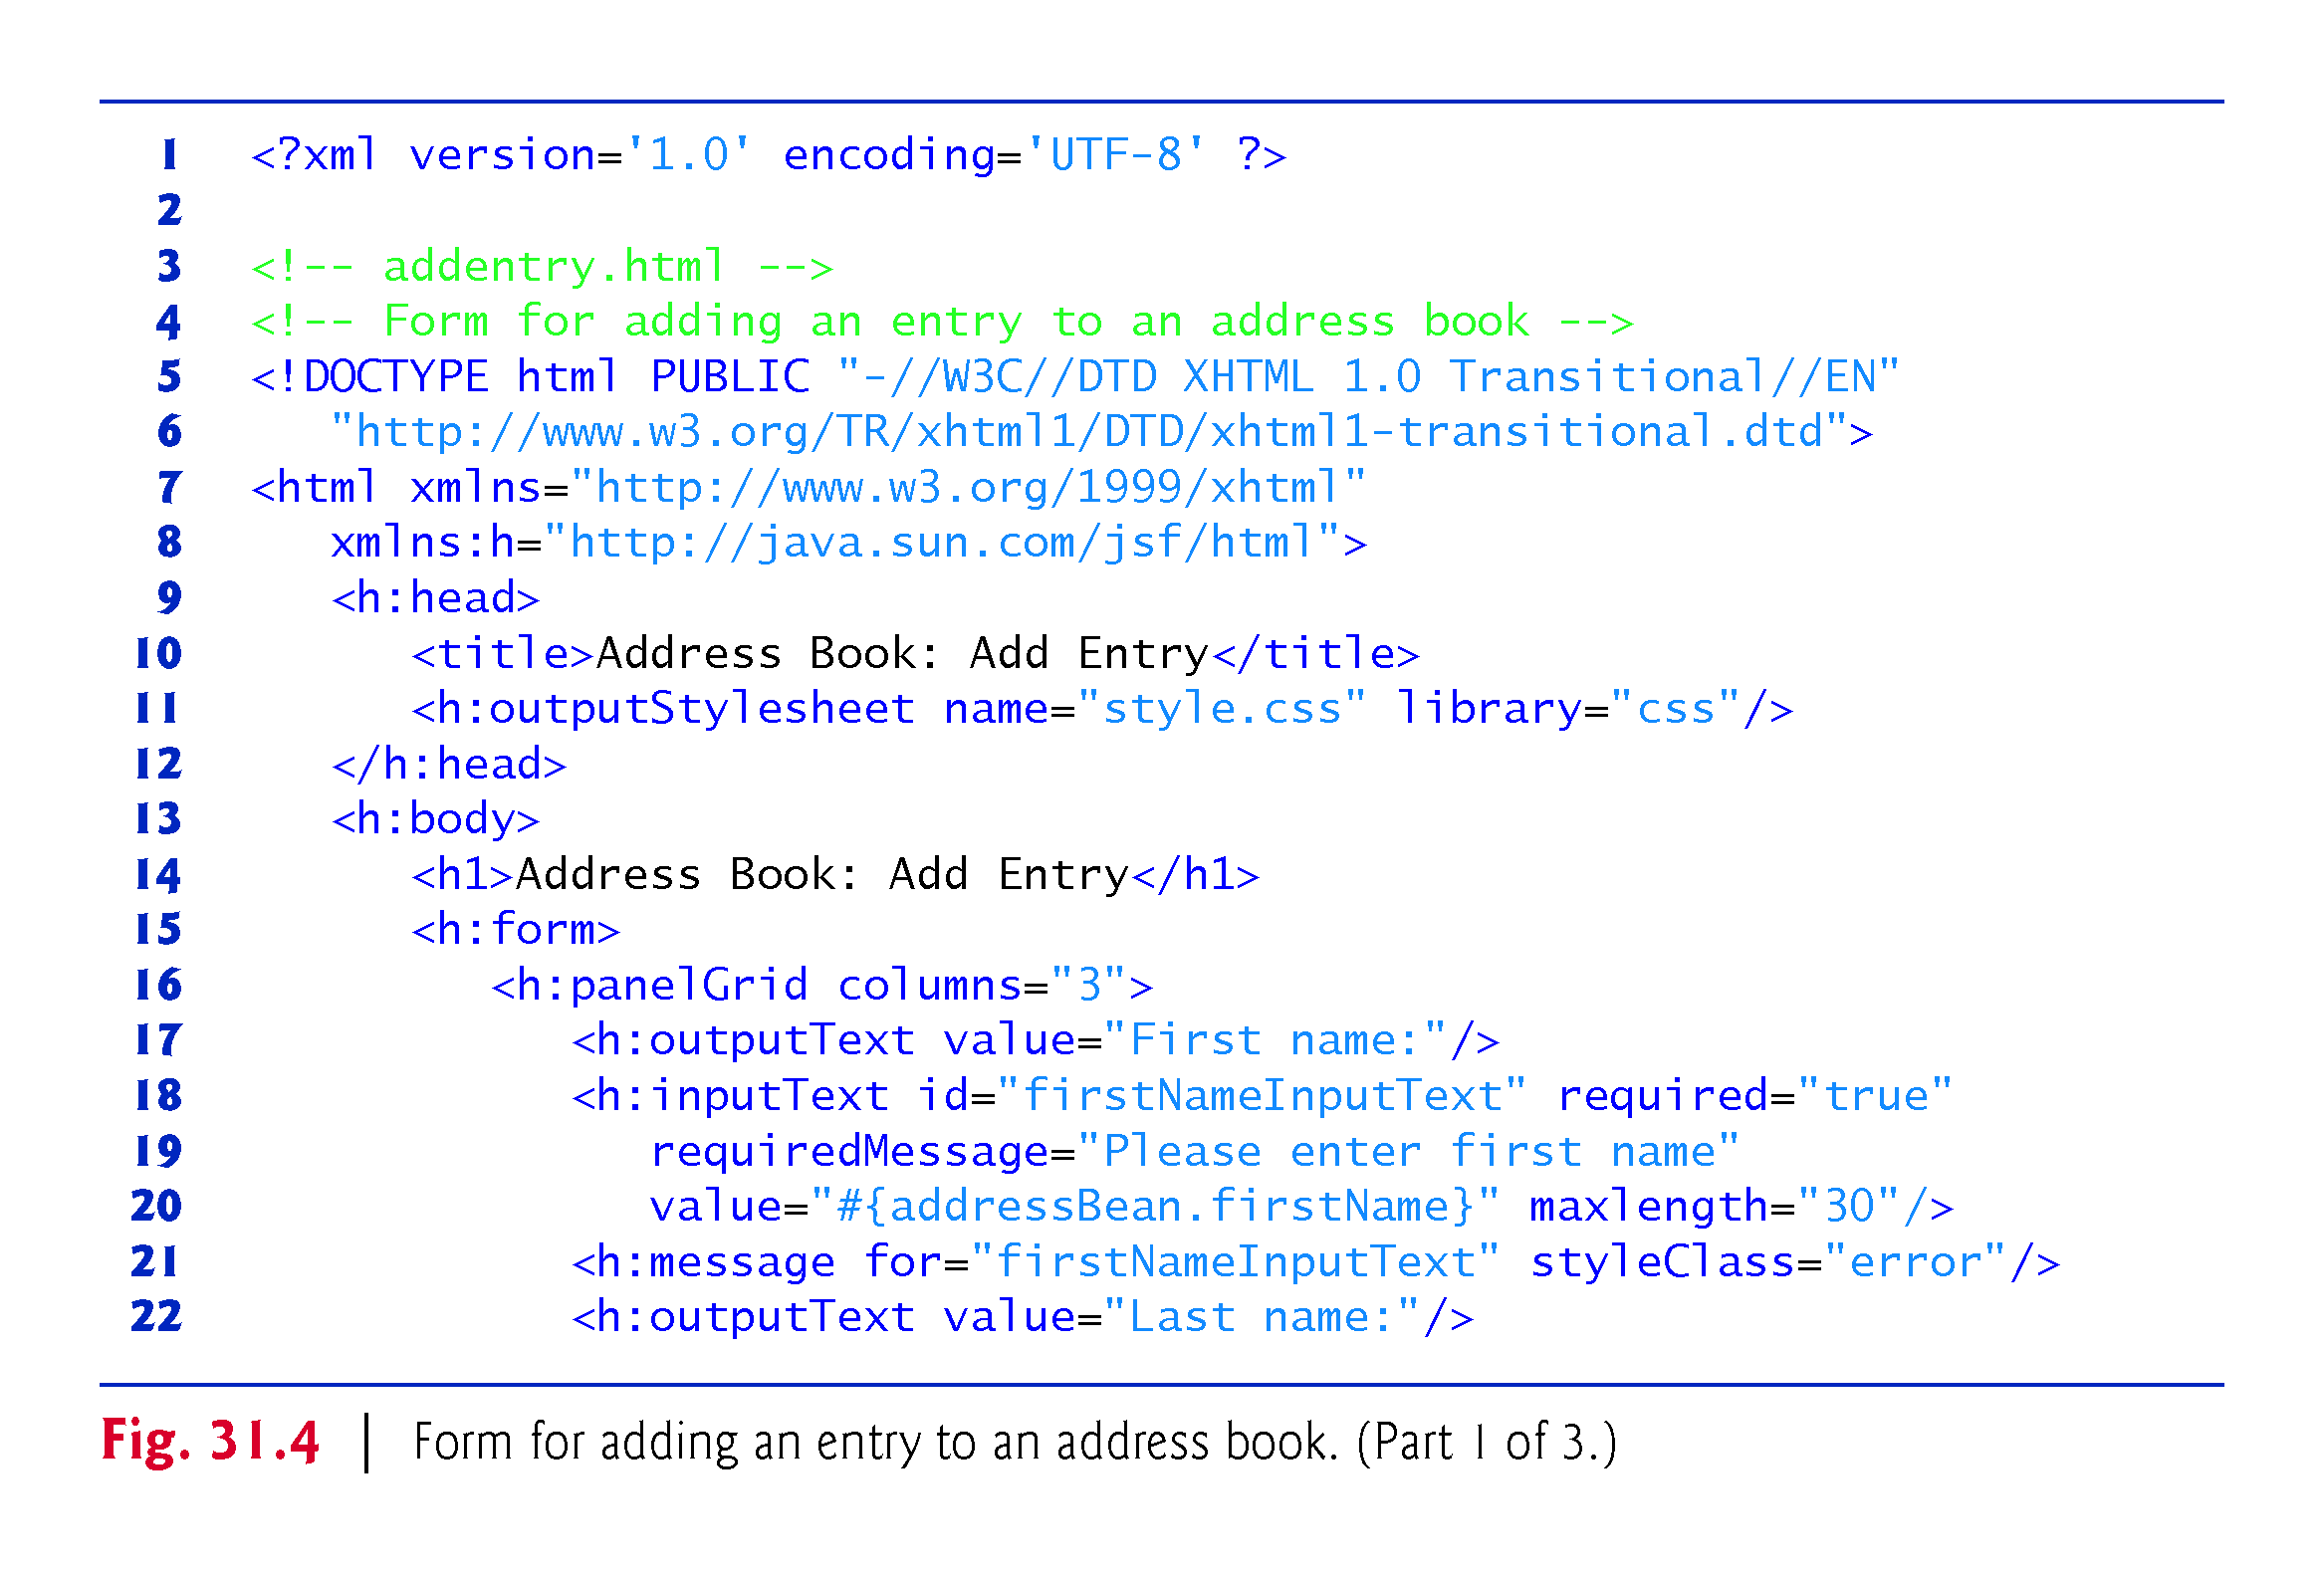 1 <?xml version='1.0' encoding='UTF-8' ?>
2
3 <!-- addentry.html -->
4 <!-- Form for adding an entry to an address book -->
5 <!DOCTYPE html PUBLIC "-//W3C//DTD XHTML 1.0 Transitional//EN"
6    "http://www.w3.org/TR/xhtml1/DTD/xhtml1-transitional.dtd">
7 <html xmlns="http://www.w3.org/1999/xhtml"
8    xmlns:h="http://java.sun.com/jsf/html">
9    <h:head>
10       <title>Address Book: Add Entry</title>
11       <h:outputStylesheet name="style.css" library="css"/>
12    </h:head>
13    <h:body>
14       <h1>Address Book: Add Entry</h1>
15       <h:form>
16          <h:panelGrid columns="3">
17             <h:outputText value="First name:"/>
18             <h:inputText id="firstNameInputText" required="true"
19                requiredMessage="Please enter first name"
20                value="#{addressBean.firstName}" maxlength="30"/>
21             <h:message for="firstNameInputText" styleClass="error"/>
22             <h:outputText value="Last name:"/>
Fig. 31.4 | Form for adding an entry to an address book. (Part 1 of 3.)